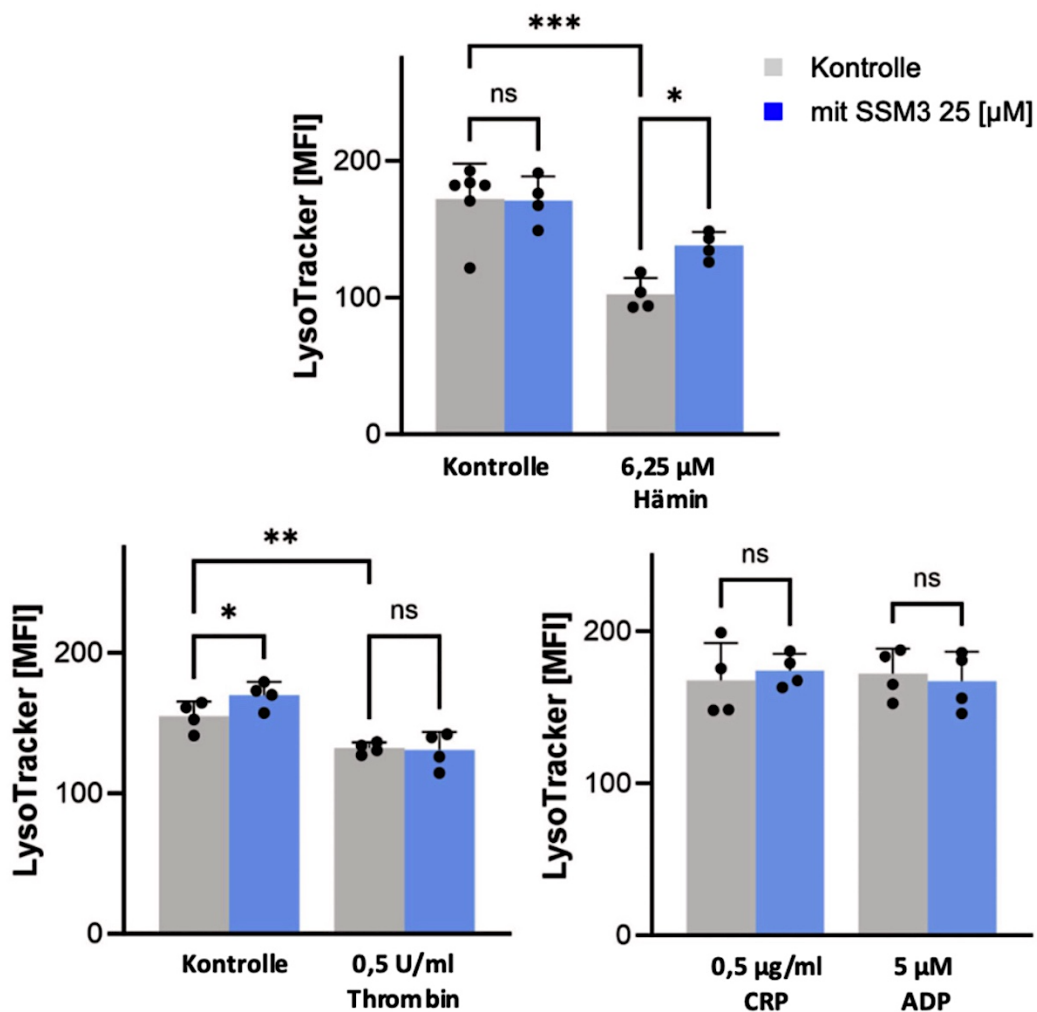 ***
Kontrolle
mit SSM3 25 [µM]
ns
*
LysoTracker [MFI]
200
100
0
Kontrolle
6,25 µM
Hämin
**
*
ns
LysoTracker [MFI]
200
100
0
Kontrolle
0,5 U/ml
Thrombin
ns
ns
LysoTracker [MFI]
200
100
0
0,5 µg/ml
CRP
5 µM
ADP